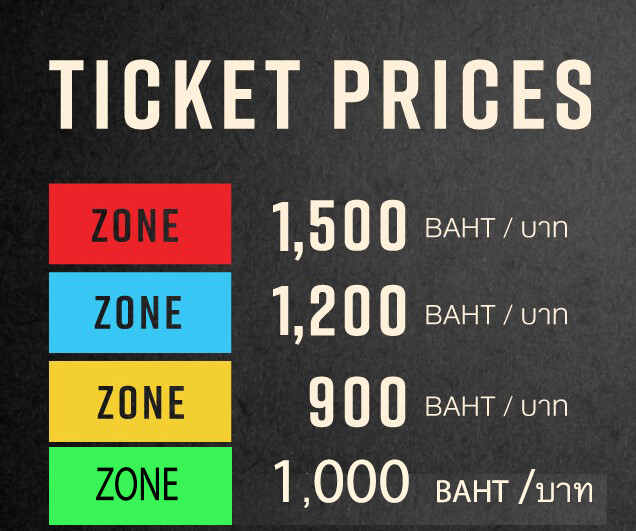 TICKET PRICES
ZONE 1,500 BAHT / บาท
ZONE 1,200 BAHT / บาท
ZONE 900 BAHT / บาท
ZONE 1,000 BAHT /บาท